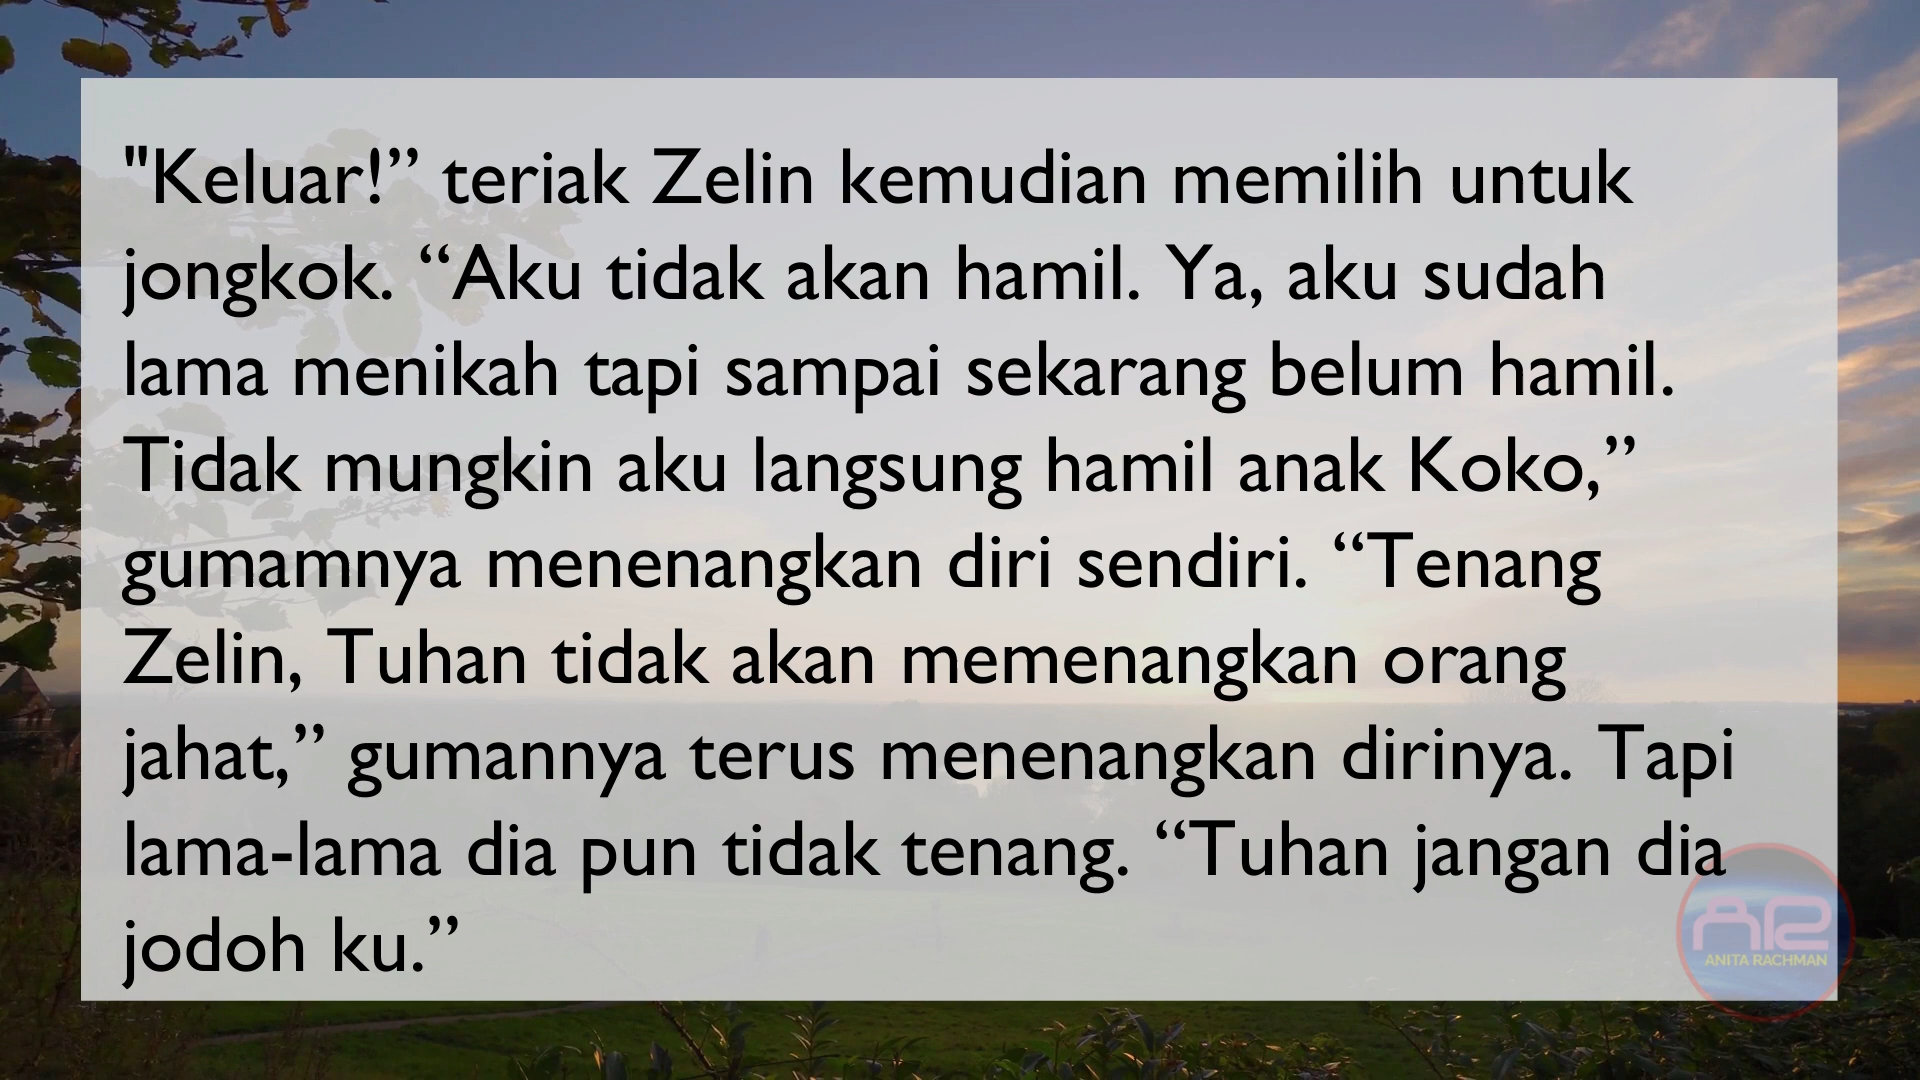 "Keluar!” teriak Zelin kemudian memilih untuk
jongkok. “Aku tidak akan hamil. Ya, aku sudah
lama menikah tapi sampai sekarang belum hamil.
Tidak mungkin aku langsung hamil anak Koko,”
gumamnya menenangkan diri sendiri. “Tenang
Zelin, Tuhan tidak akan memenangkan orang
jahat,” gumannya terus menenangkan dirinya. Tapi
lama-lama dia pun tidak tenang. “Tuhan jangan dia
jodoh ku.”
AR
ANITA RACHMAN